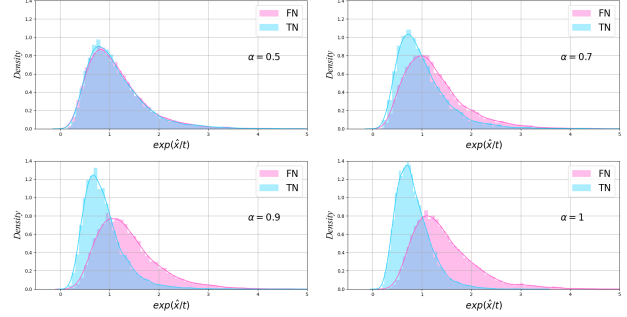 1.4
1.2
1.0
0.8
0.6
0.4
0.2
0.0
Density
FN
TN
α = 0.5
0 1 2 3 4 5
exp(x̂/t)
1.4
1.2
1.0
0.8
0.6
0.4
0.2
0.0
Density
FN
TN
α = 0.7
0 1 2 3 4 5
exp(x̂/t)
1.4
1.2
1.0
0.8
0.6
0.4
0.2
0.0
Density
FN
TN
α = 0.9
0 1 2 3 4 5
exp(x̂/t)
1.4
1.2
1.0
0.8
0.6
0.4
0.2
0.0
Density
FN
TN
α = 1
0 1 2 3 4 5
exp(x̂/t)